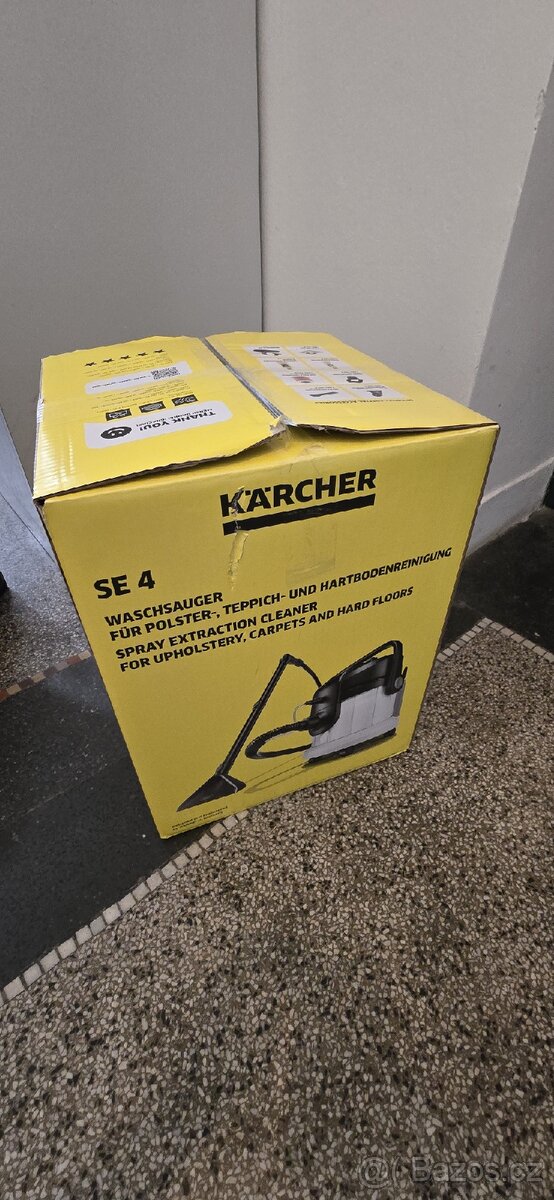 THANK YOU!
KÄRCHER
SE 4
WASCHSAUGER
FÜR POLSTER-, TEPPICH- UND HARTBODENREINIGUNG
SPRAY EXTRACTION CLEANER
FOR UPHOLSTERY, CARPETS AND HARD FLOORS
Bazos.cz